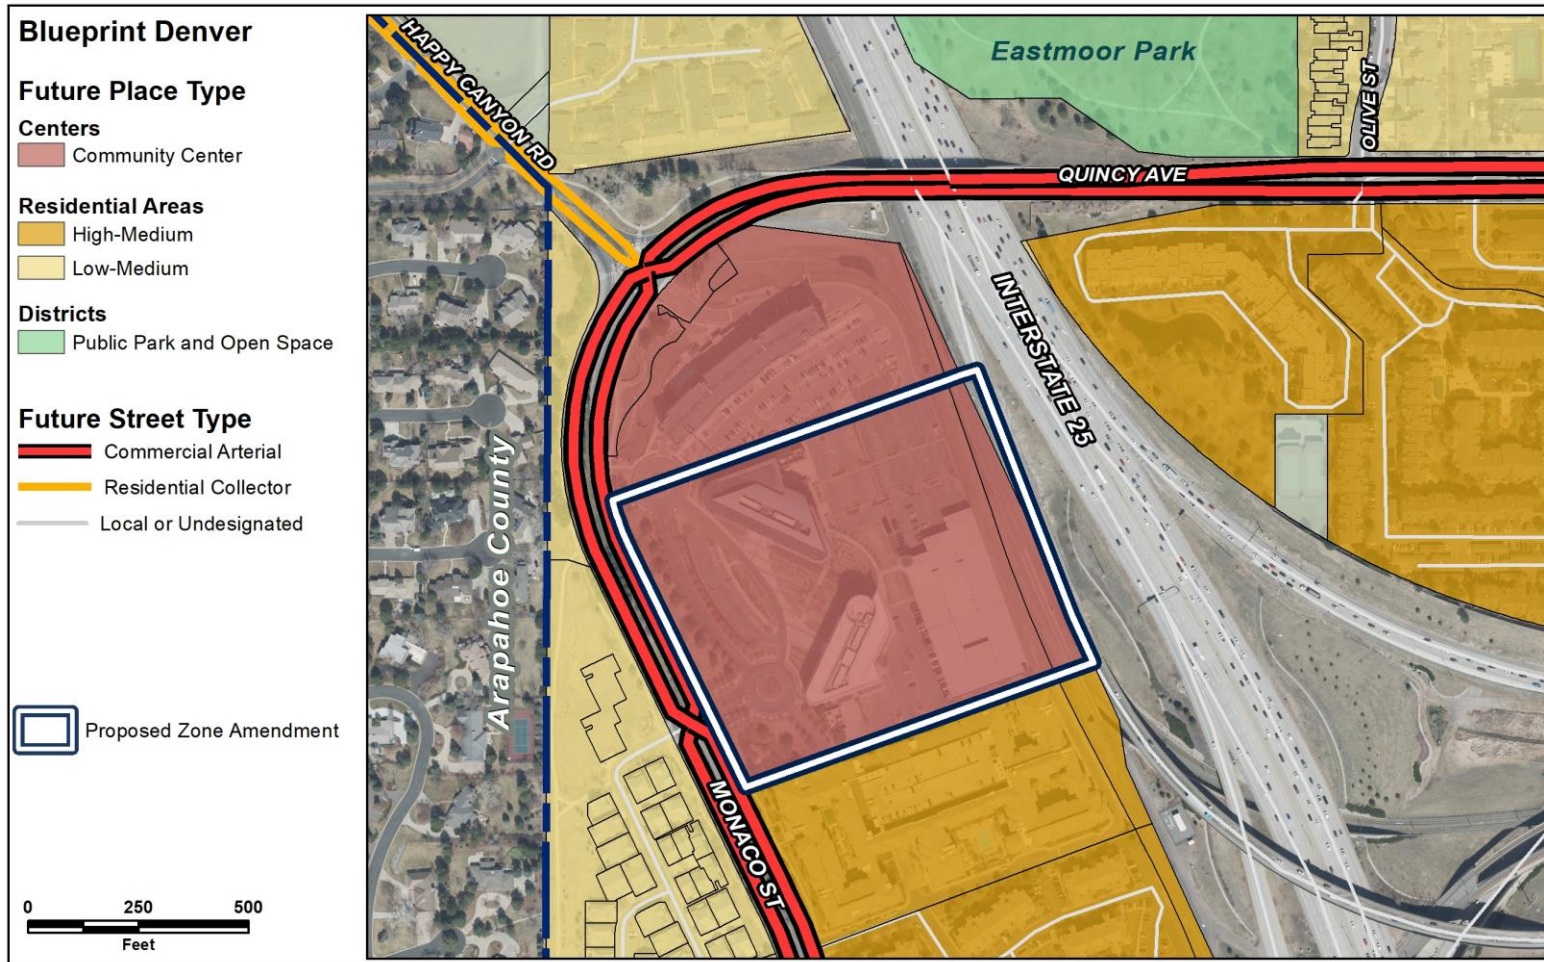 Blueprint Denver
Future Place Type
Centers
Community Center
Residential Areas
High-Medium
Low-Medium
Districts
Public Park and Open Space
Future Street Type
Commercial Arterial
Residential Collector
Local or Undesignated
Proposed Zone Amendment
0 250 500
Feet
HAPPY CANYON RD
Eastmoor Park
OLIVE ST
QUINCY AVE
INTERSTATE 25
Arapahoe County
MONACO ST